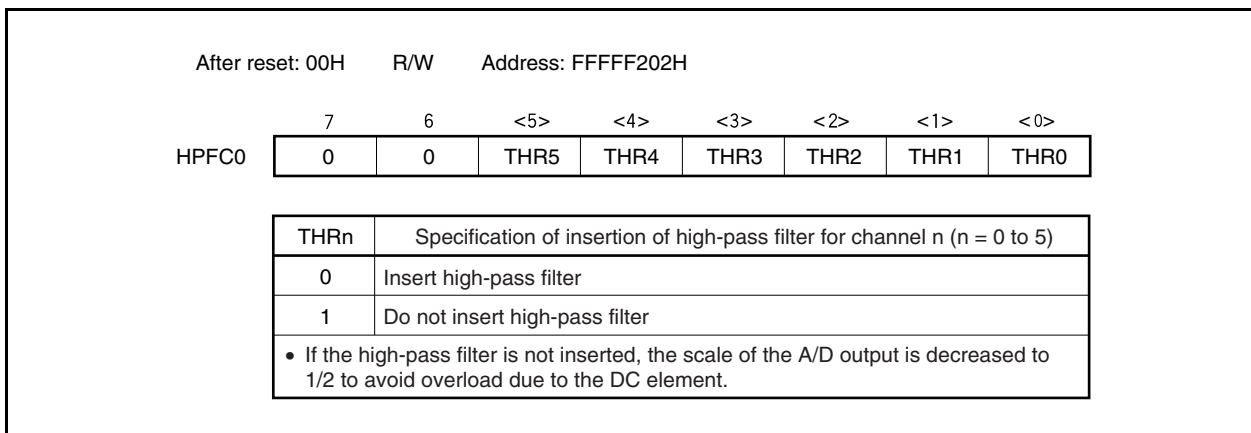 After reset: 00H R/W Address: FFFFF202H
7 6 <5> <4> <3> <2> <1> <0>
HPFC0 0 0 THR5 THR4 THR3 THR2 THR1 THR0
THRn Specification of insertion of high-pass filter for channel n (n = 0 to 5)
0 Insert high-pass filter
1 Do not insert high-pass filter
• If the high-pass filter is not inserted, the scale of the A/D output is decreased to
1/2 to avoid overload due to the DC element.